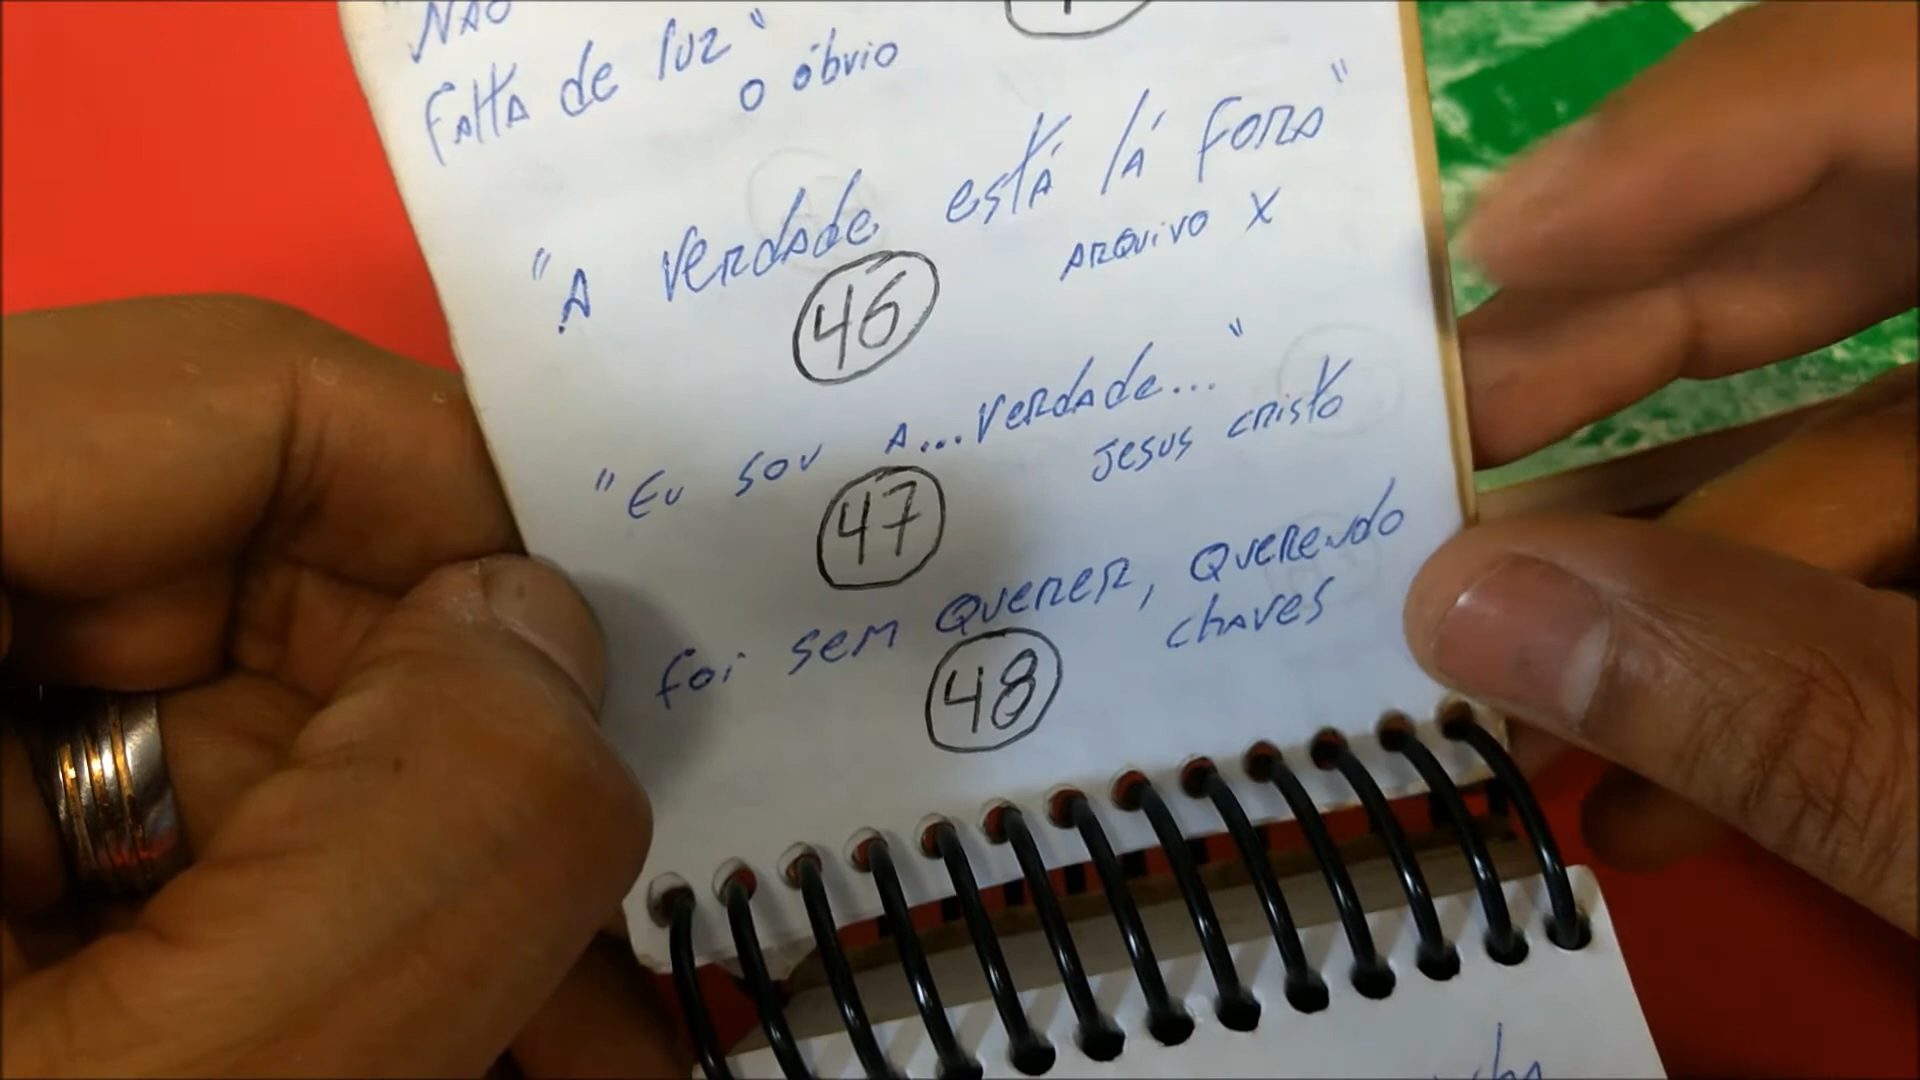 "NÃO
falta de luz"
o óbvio
"A verdade está lá fora"
46
Arquivo X
"Eu sou a...verdade..."
47
Jesus Cristo
foi sem querer, querendo
48
chaves